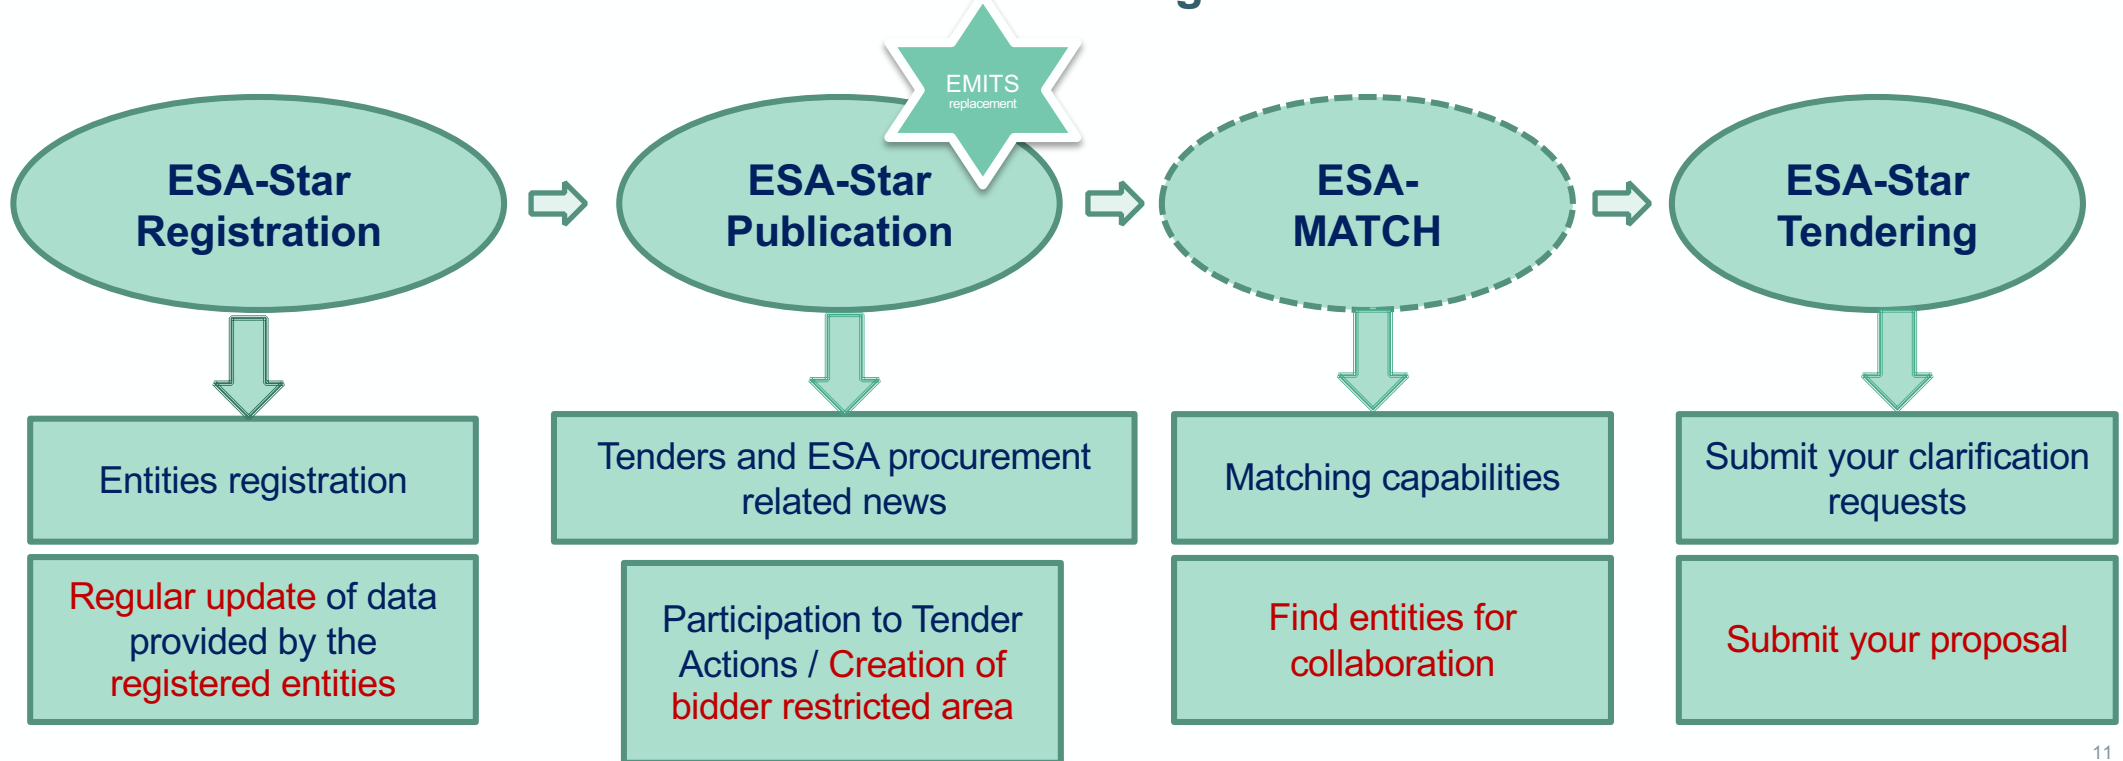 EMITS
replacement
ESA-Star
Registration
ESA-Star
Publication
ESA-
MATCH
ESA-Star
Tendering
Entities registration
Tenders and ESA procurement
related news
Matching capabilities
Submit your clarification
requests
Regular update of data
provided by the
registered entities
Participation to Tender
Actions / Creation of
bidder restricted area
Find entities for
collaboration
Submit your proposal
11